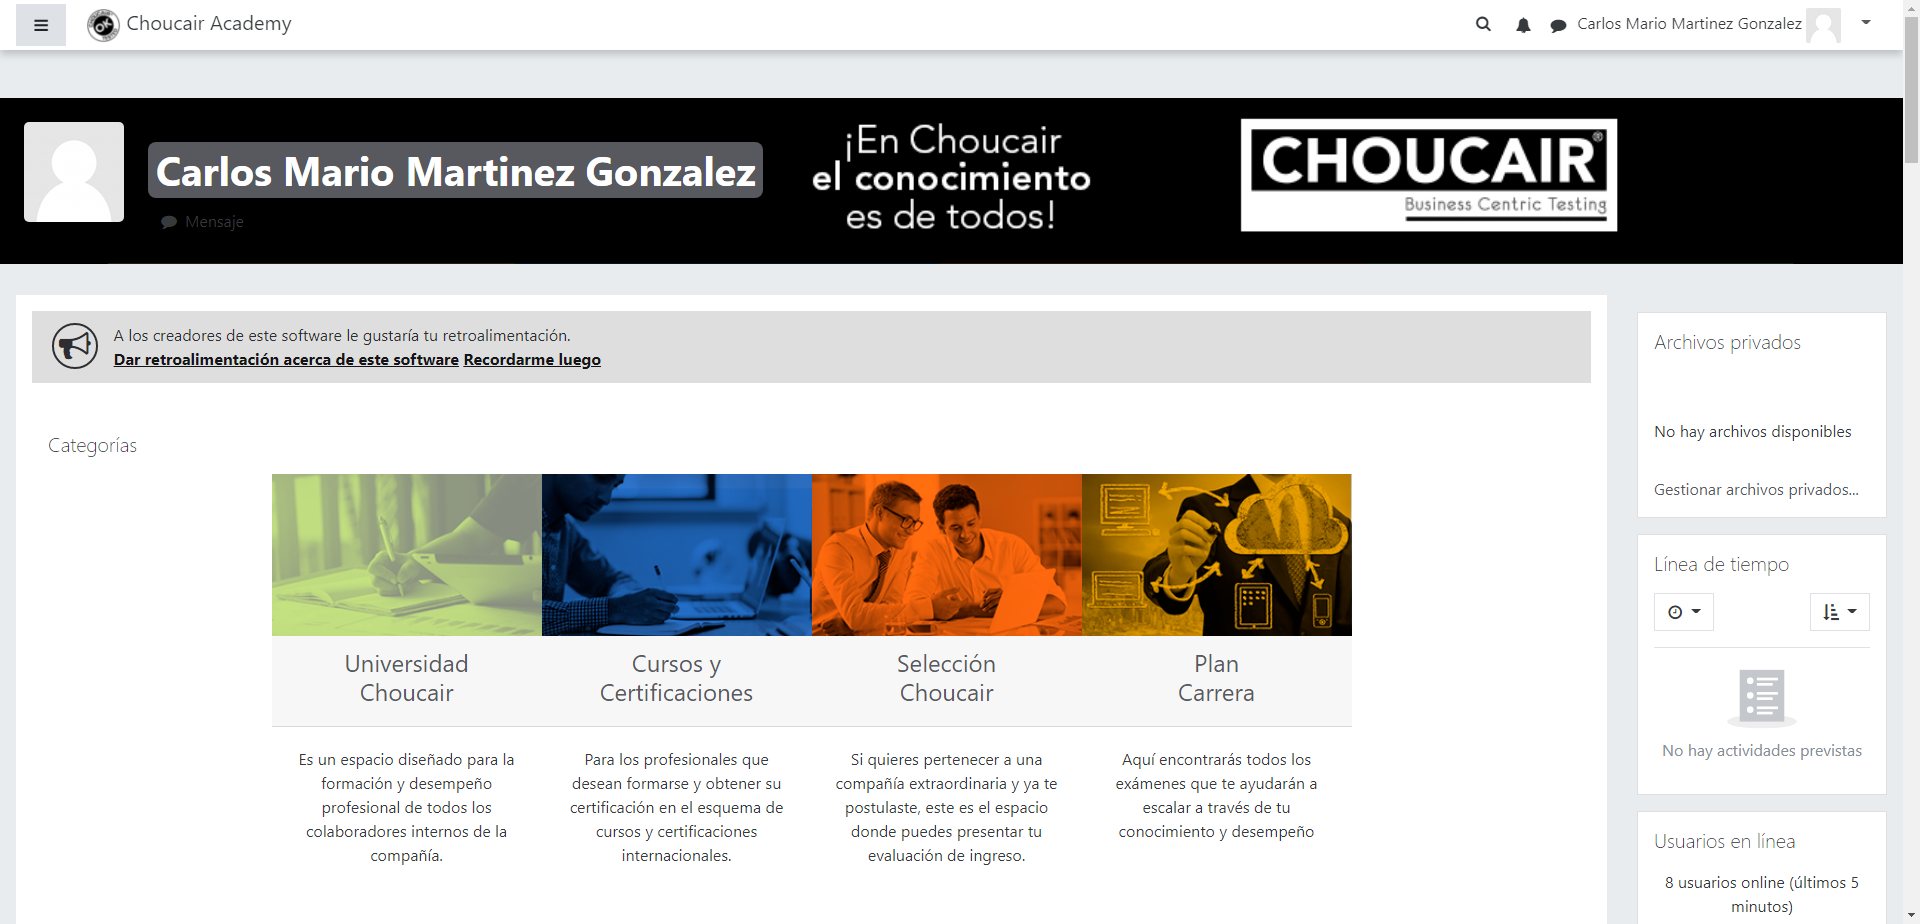 Choucair Academy
Carlos Mario Martinez Gonzalez
Carlos Mario Martinez Gonzalez
Mensaje
¡En Choucair
el conocimiento
es de todos!
CHOUCAIR®
Business Centric Testing
A los creadores de este software le gustaría tu retroalimentación.
Dar retroalimentación acerca de este software Recordarme luego
Categorías
Universidad
Choucair
Es un espacio diseñado para la
formación y desempeño
profesional de todos los
colaboradores internos de la
compañía.
Cursos y
Certificaciones
Para los profesionales que
desean formarse y obtener su
certificación en el esquema de
cursos y certificaciones
internacionales.
Selección
Choucair
Si quieres pertenecer a una
compañía extraordinaria y ya te
postulaste, este es el espacio
donde puedes presentar tu
evaluación de ingreso.
Plan
Carrera
Aquí encontrarás todos los
exámenes que te ayudarán a
escalar a través de tu
conocimiento y desempeño
Archivos privados
No hay archivos disponibles
Gestionar archivos privados...
Línea de tiempo
No hay actividades previstas
Usuarios en línea
8 usuarios online (últimos 5
minutos)